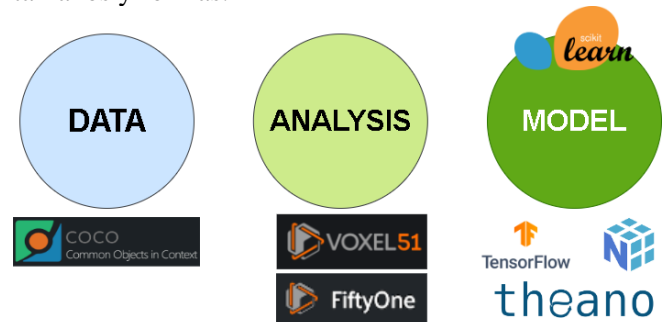 scikit
learn
DATA
ANALYSIS
MODEL
COCO
Common Objects in Context
VOXEL51
FiftyOne
TensorFlow
N
theano